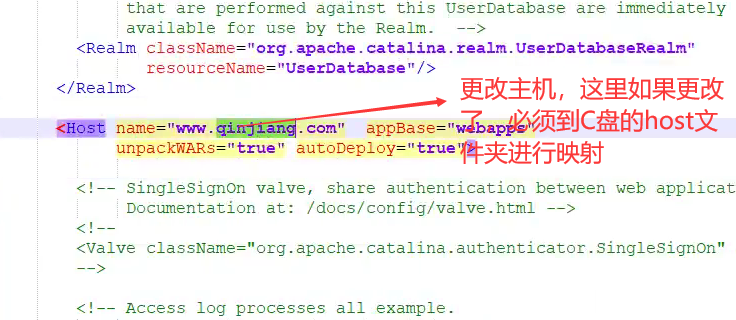 that are performed against this UserDatabase are immediately
available for use by the Realm.  -->
<Realm className="org.apache.catalina.realm.UserDatabaseRealm"
resourceName="UserDatabase"/>
</Realm>
<Host name="www.qinjiang.com"  appBase="webapps"
unpackWARs="true" autoDeploy="true">
更改主机，这里如果更改
了，必须到C盘的host文
件夹进行映射
<!-- SingleSignOn valve, share authentication between web applicat
Documentation at: /docs/config/valve.html -->
<!--
<Valve className="org.apache.catalina.authenticator.SingleSignOn"
-->
<!-- Access log processes all example.